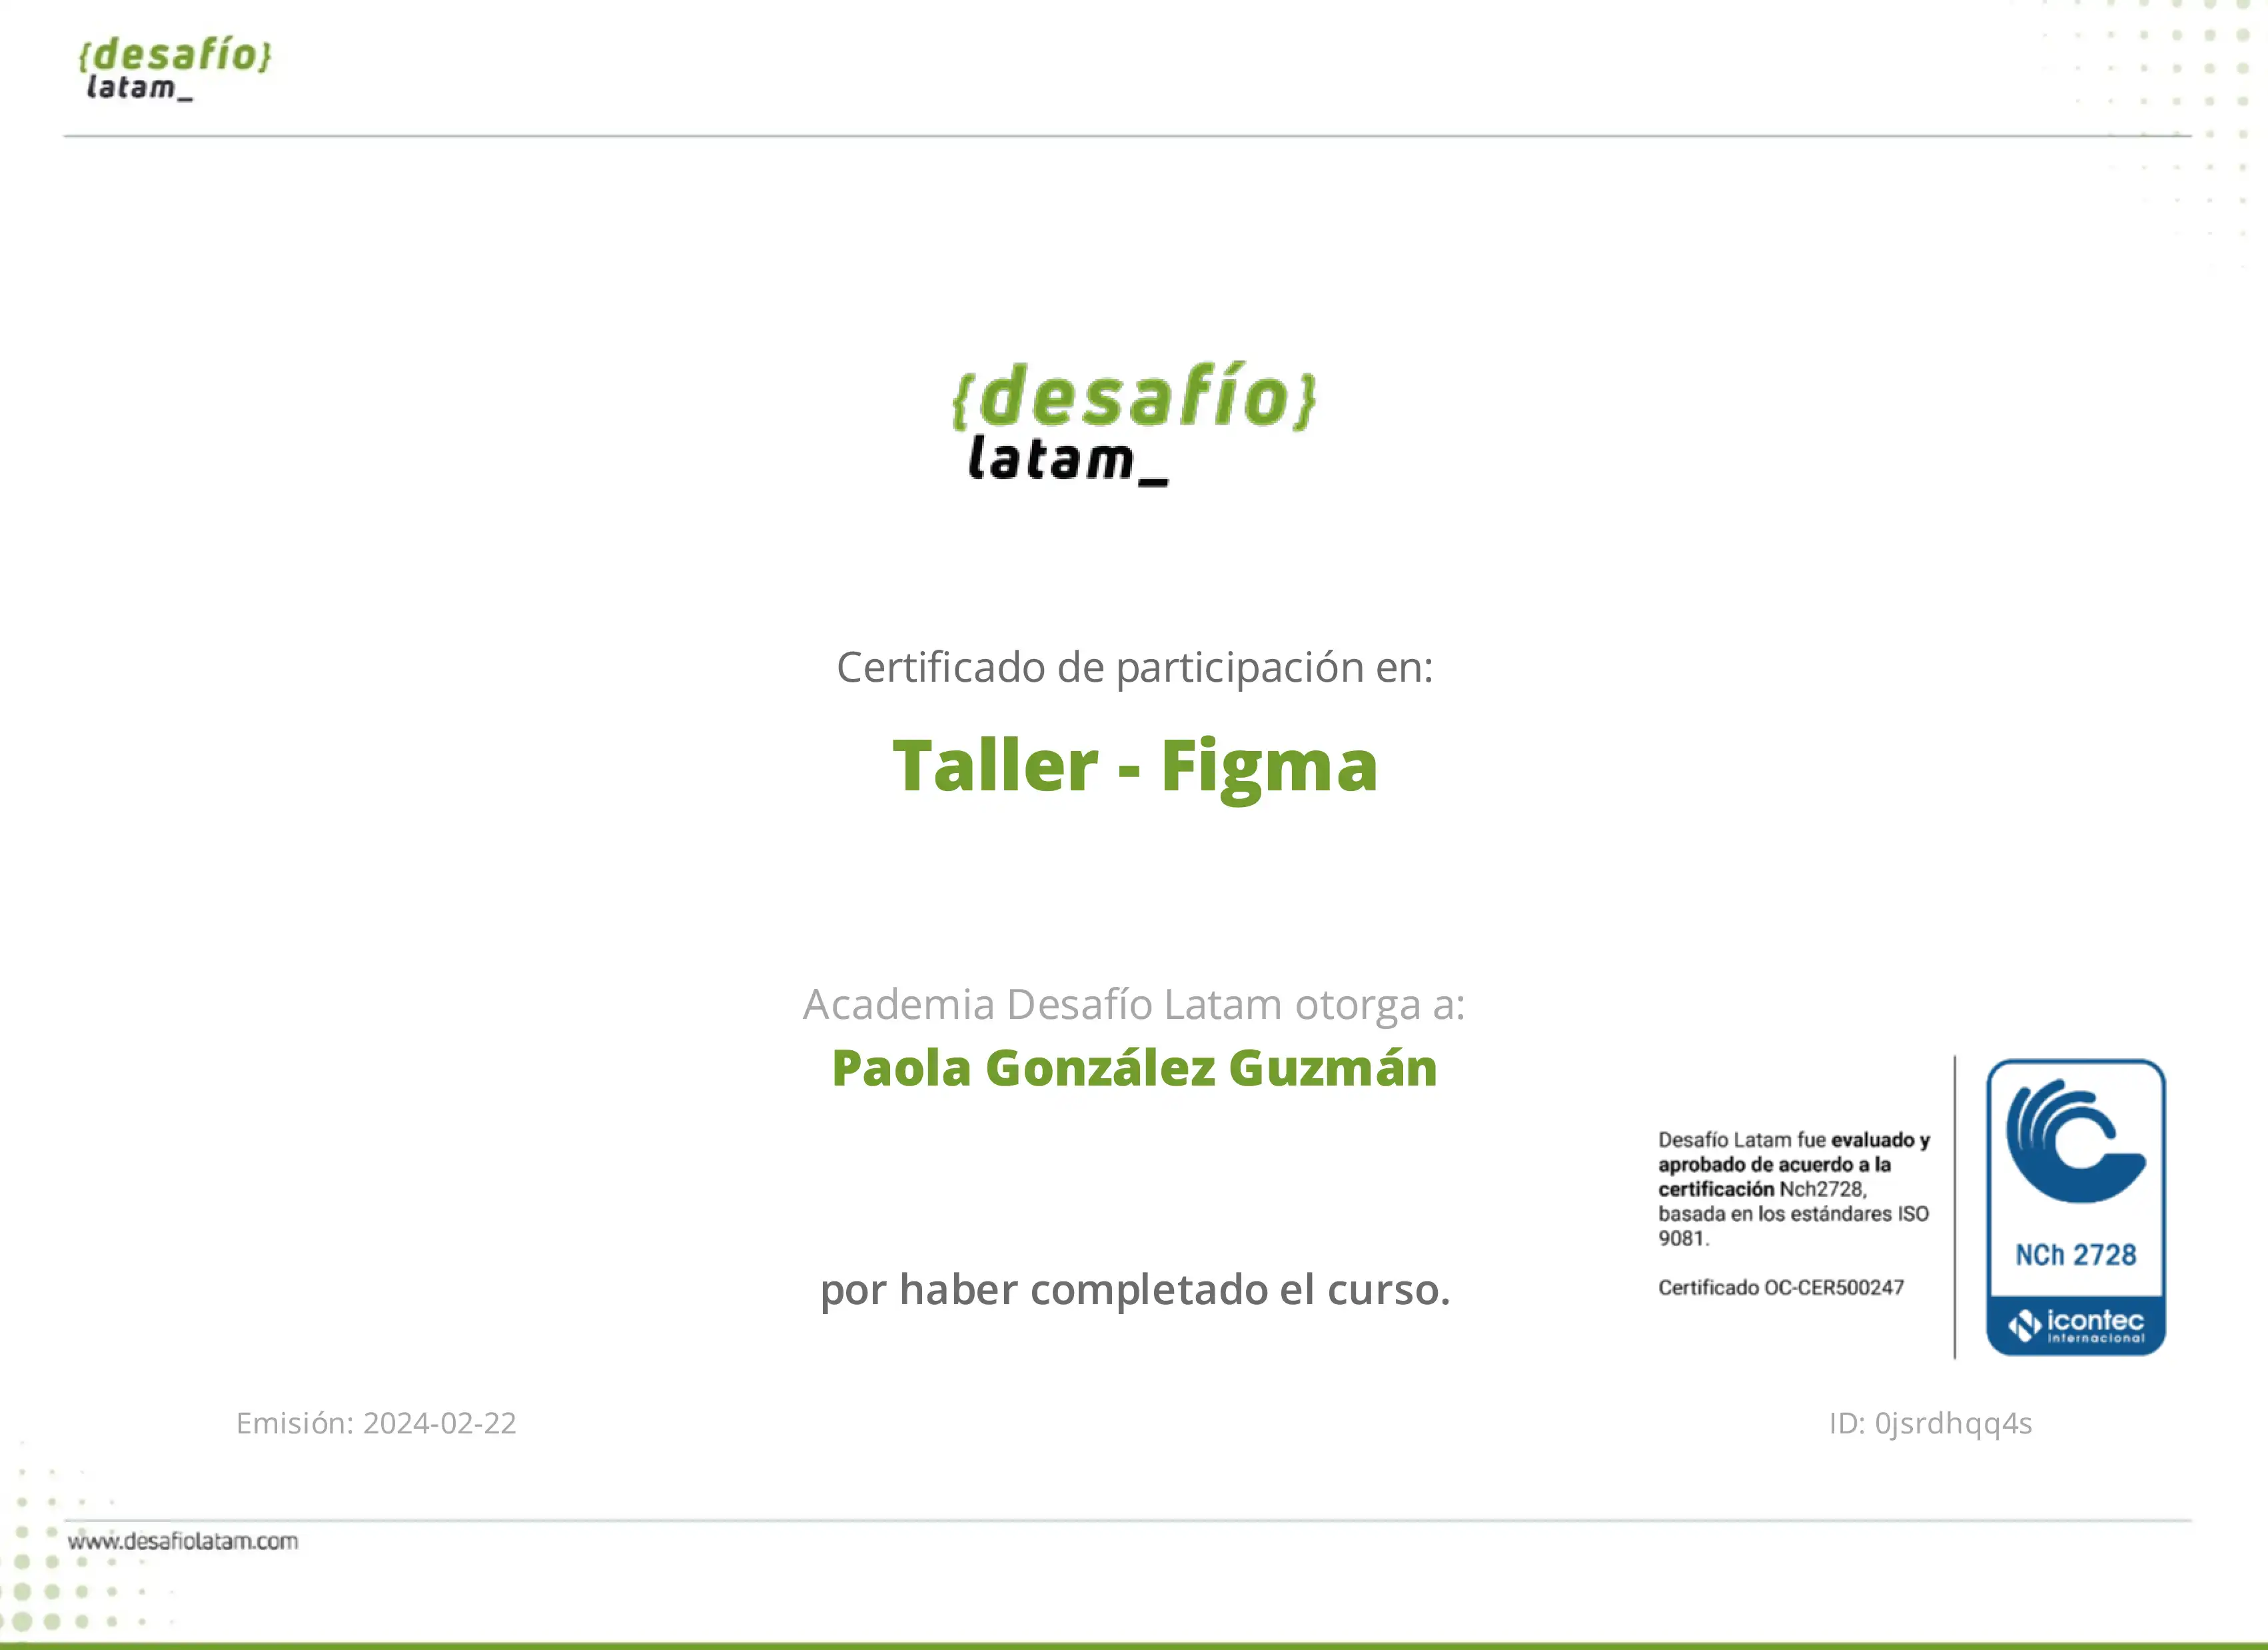 {desafío}
latam_
{desafío}
latam_
Certificado de participación en:
Taller - Figma
Academia Desafío Latam otorga a:
Paola González Guzmán
Desafío Latam fue evaluado y
aprobado de acuerdo a la
certificación Nch2728,
basada en los estándares ISO
9081.
Certificado OC-CER500247
NCh 2728
icontec
internacional
por haber completado el curso.
Emisión: 2024-02-22
ID: 0jsrdhqq4s
www.desafiolatam.com